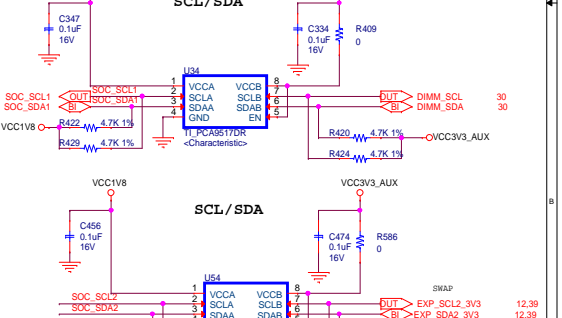 SCL/SDA
C347
0.1uF
16V
C334
0.1uF
16V
R409
0
U34
1 VCCA VCCB 8
2 SCLA SCLB 7
3 SDAA SDAB 6
4 GND EN 5
TI_PCA9517DR
<Characteristic>
SOC_SCL1 OUT SOC_SCL1
SOC_SDA1 BI SOC_SDA1
OUT DIMM_SCL 30
BI DIMM_SDA 30
VCC1V8
R422 4.7K 1%
R429 4.7K 1%
R420 4.7K 1%
R424 4.7K 1%
VCC3V3_AUX
VCC1V8
VCC3V3_AUX
SCL/SDA
B
C456
0.1uF
16V
C474
0.1uF
16V
R586
0
U54
1 VCCA VCCB 8
2 SCLA SCLB 7
3 SDAA SDAB 6
SOC_SCL2
SOC_SDA2
SWAP
OUT EXP_SCL2_3V3 12,39
BI EXP_SDA2_3V3 12,39